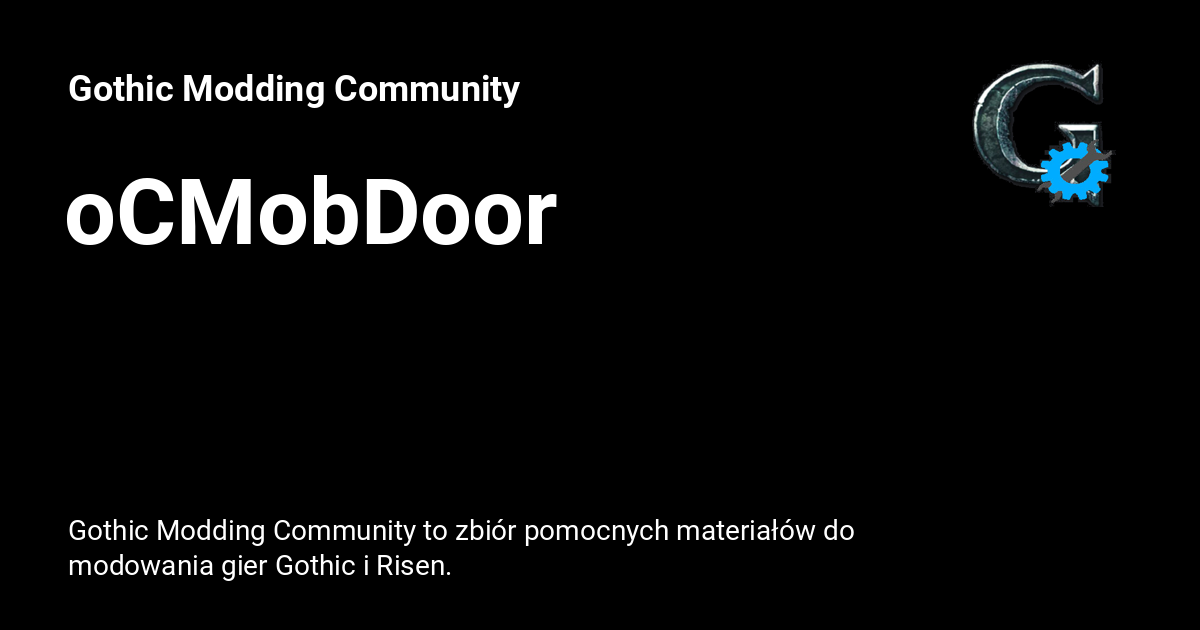 Gothic Modding Community
oCMobDoor
Gothic Modding Community to zbiór pomocnych materiałów do
modowania gier Gothic i Risen.